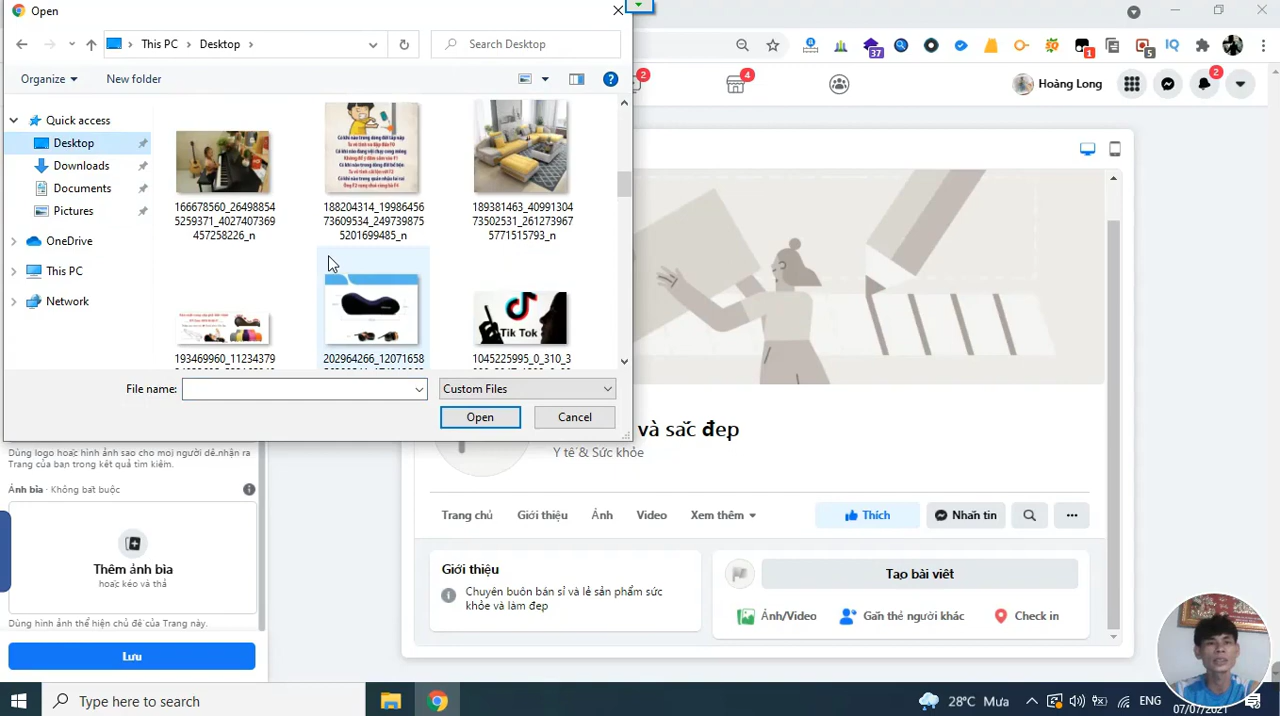 Open
This PC
Desktop
Search Desktop
Organize
New folder
Quick access
Desktop
Downloads
Documents
Pictures
OneDrive
This PC
Network
166678560_26498854
5259371_4027407369
457258226_n
188204314_19986456
73609534_249739875
5201699485_n
189381463_40991304
73502531_261273967
5771515793_n
Tik Tok
193469960_11234379
202964266_12071658
1045225995_0_310_3
File name:
Custom Files
Open
Cancel
37
1
5
IQ
2
4
Hoàng Long
2
và sắc đẹp
Y tế & Sức khỏe
Trang chủ
Giới thiệu
Ảnh
Video
Xem thêm
Thích
Nhắn tin
Giới thiệu
Chuyên buôn bán sỉ và lẻ sản phẩm sức
khỏe và làm đẹp
Tạo bài viết
Ảnh/Video
Gắn thẻ người khác
Check in
Dùng logo hoặc hình ảnh sao cho mọi người dễ nhận ra
Trang của bạn trong kết quả tìm kiếm.
Ảnh bìa · Không bắt buộc
Thêm ảnh bìa
hoặc kéo và thả
Dùng hình ảnh thể hiện chủ đề của Trang này.
Lưu
Type here to search
28°C Mưa
ENG
07/07/2021